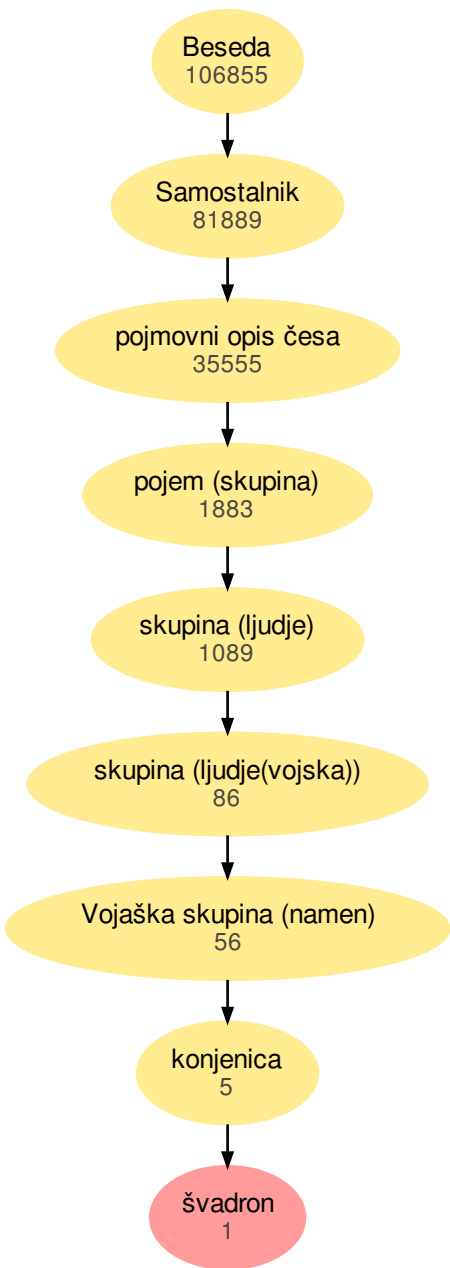 Beseda
106855
Samostalnik
81889
pojmovni opis česa
35555
pojem (skupina)
1883
skupina (ljudje)
1089
skupina (ljudje(vojska))
86
Vojaška skupina (namen)
56
konjenica
5
švadron
1